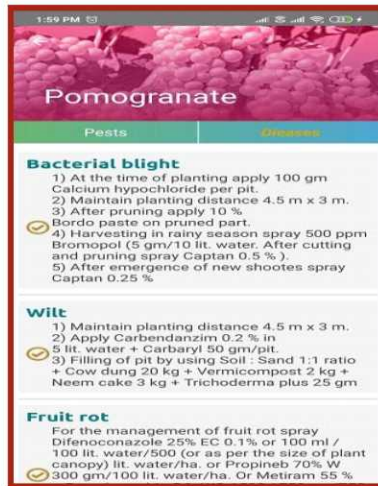 1:59 PM
Pomogranate
Pests
Dieases
Bacterial blight
1) At the time of planting apply 100 gm
Calcium hypochloride per pit.
2) Maintain planting distance 4.5 m x 3 m.
3) After pruning apply 10 %
Bordo paste on pruned part.
4) Harvesting in rainy season spray 500 ppm
Bromopol (5 gm/10 lit. water. After cutting
and pruning spray Captan 0.5 % ).
5) After emergence of new shootes spray
Captan 0.25 %
Wilt
1) Maintain planting distance 4.5 m x 3 m.
2) Apply Carbendanzim 0.2 % in
5 lit. water + Carbaryl 50 gm/pit.
3) Filling of pit by using Soil : Sand 1:1 ratio
+ Cow dung 20 kg + Vermicompost 2 kg +
Neem cake 3 kg + Trichoderma plus 25 gm
Fruit rot
For the management of fruit rot spray
Difenoconazole 25% EC 0.1% or 100 ml /
100 lit. water/500 (or as per the size of plant
canopy) lit. water/ha. or Propineb 70% W
300 gm/100 lit. water/ha. Or Metiram 55 %